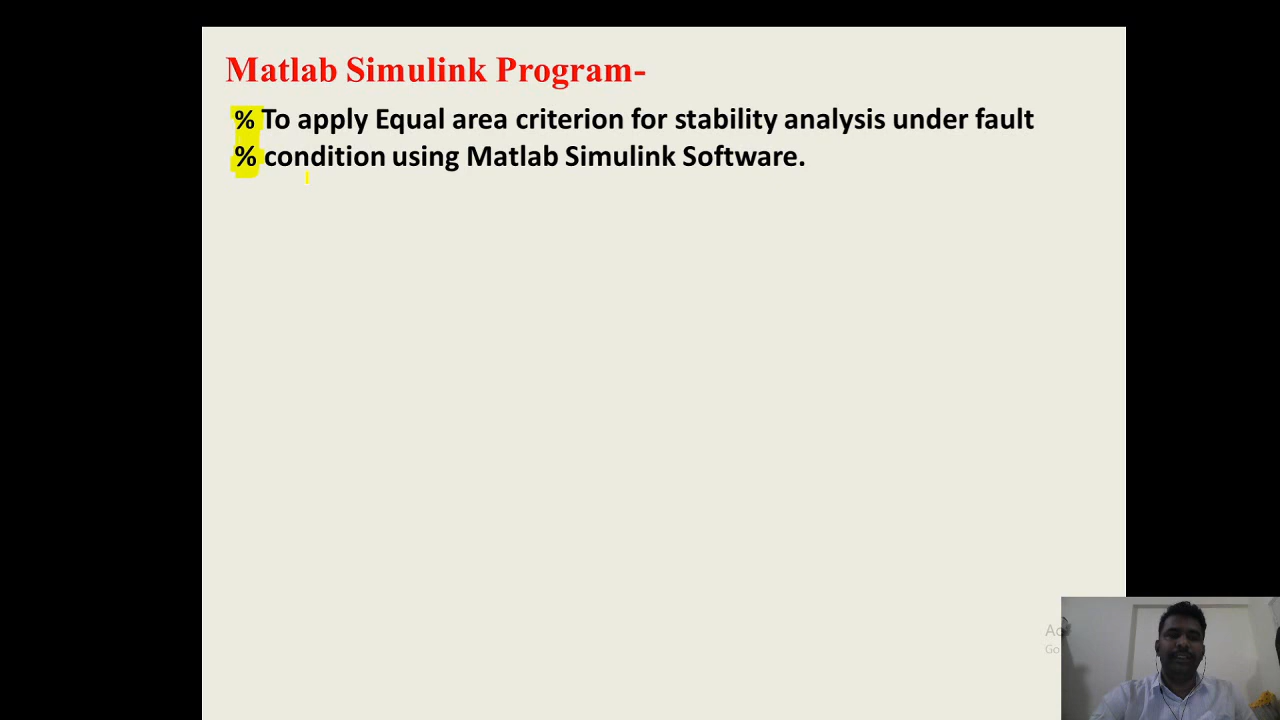 Matlab Simulink Program-
% To apply Equal area criterion for stability analysis under fault
% condition using Matlab Simulink Software.